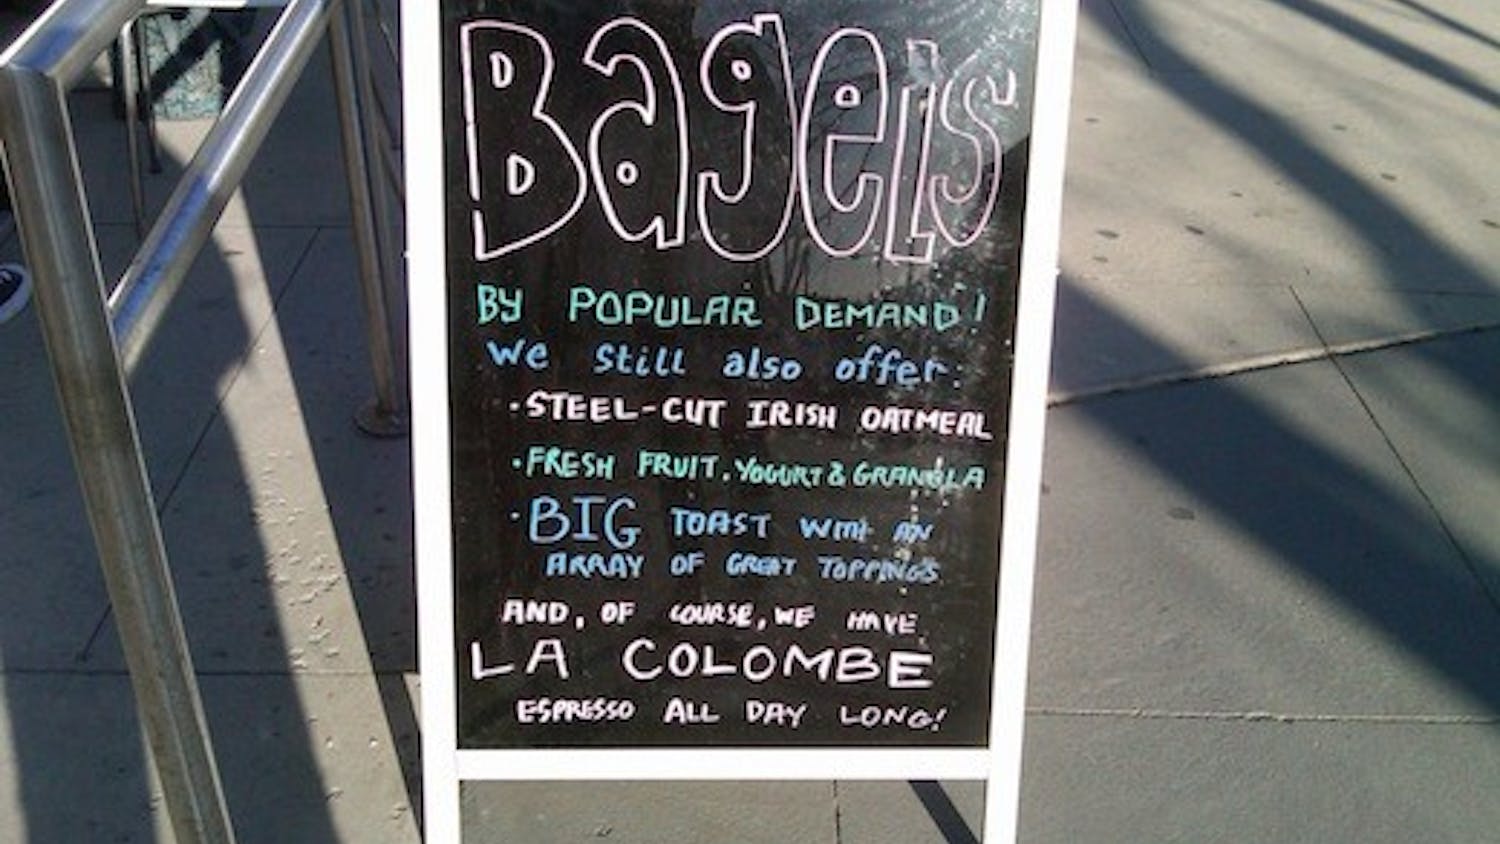 Bagels
BY POPULAR DEMAND!
we still also offer:
·STEEL-CUT IRISH OATMEAL
·FRESH FRUIT, YOGURT & GRANOLA
·BIG TOAST WITH AN
ARRAY OF GREAT TOPPINGS
AND, OF COURSE, WE HAVE
LA COLOMBE
ESPRESSO ALL DAY LONG!